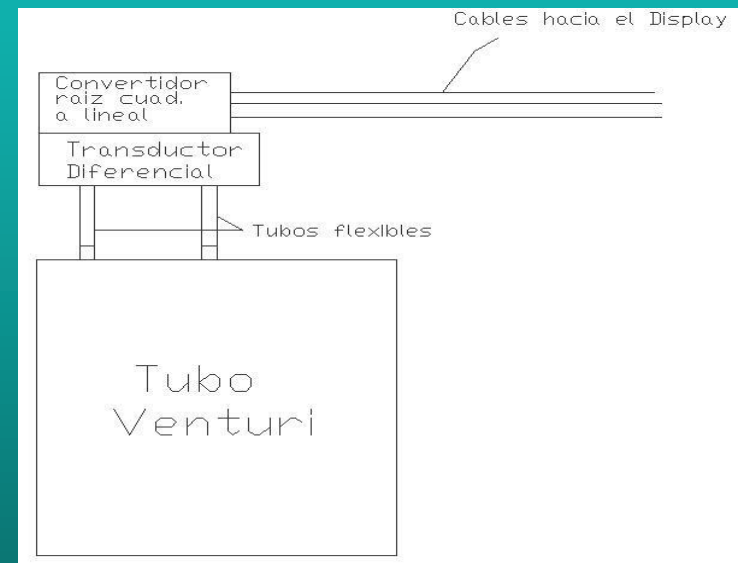 Cables hacia el Display
Convertidor
raiz cuad.
a lineal
Transductor
Diferencial
Tubos flexibles
Tubo
Venturi